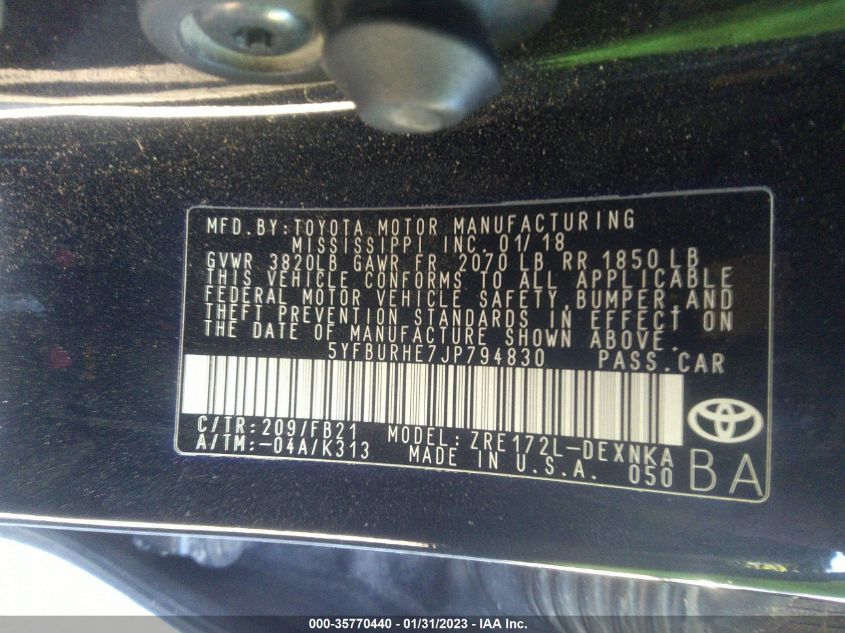 MFD.BY:TOYOTA MOTOR MANUFACTURING
MISSISSIPPI INC. 01/18
GVWR 3820LB GAWR FR 2070 LB RR 1850 LB
THIS VEHICLE CONFORMS TO ALL APPLICABLE
FEDERAL MOTOR VEHICLE SAFETY,BUMPER,AND
THEFT PREVENTION STANDARDS IN EFFECT ON
THE DATE OF MANUFACTURE SHOWN ABOVE.
5YFBURHE7JP794830 PASS.CAR
C/TR:209/FB21 MODEL:ZRE172L-DEXNKA
A/TM:-04A/K313 MADE IN U.S.A. 050 BA
000-35770440 - 01/31/2023 - IAA Inc.